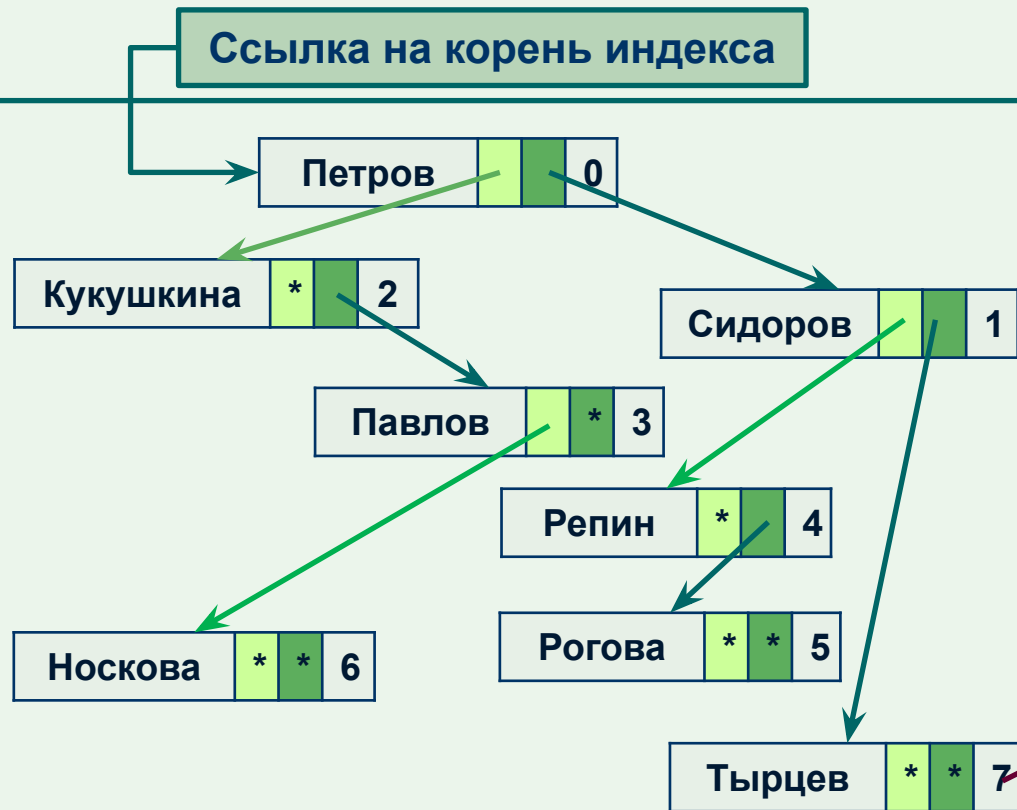 Ссылка на корень индекса
Петров 0
Кукушкина * 2
Сидоров 1
Павлов * 3
Репин * 4
Рогова * * 5
Носкова * * 6
Тырцев * * 7